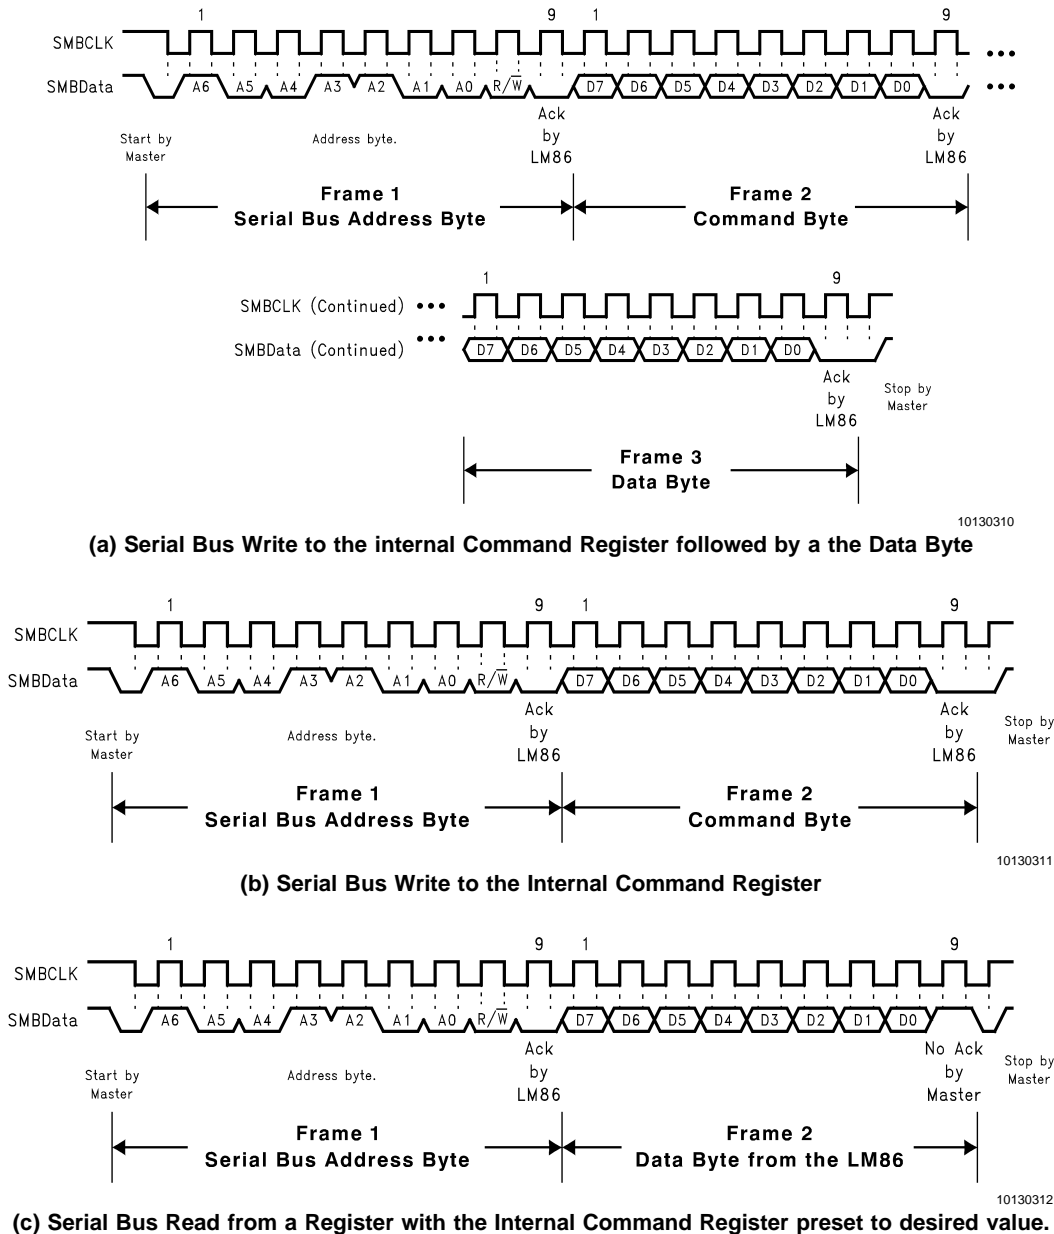 1 9 1 9
SMBCLK
SMBData A6 A5 A4 A3 A2 A1 A0 R/W̅ D7 D6 D5 D4 D3 D2 D1 D0
Start by Master
Address byte.
Ack by LM86
Ack by LM86
Frame 1
Serial Bus Address Byte
Frame 2
Command Byte
1 9
SMBCLK (Continued)
SMBData (Continued) D7 D6 D5 D4 D3 D2 D1 D0
Ack by LM86
Stop by Master
Frame 3
Data Byte
10130310
(a) Serial Bus Write to the internal Command Register followed by a the Data Byte
1 9 1 9
SMBCLK
SMBData A6 A5 A4 A3 A2 A1 A0 R/W̅ D7 D6 D5 D4 D3 D2 D1 D0
Start by Master
Address byte.
Ack by LM86
Ack by LM86
Stop by Master
Frame 1
Serial Bus Address Byte
Frame 2
Command Byte
10130311
(b) Serial Bus Write to the Internal Command Register
1 9 1 9
SMBCLK
SMBData A6 A5 A4 A3 A2 A1 A0 R/W̅ D7 D6 D5 D4 D3 D2 D1 D0
Start by Master
Address byte.
Ack by LM86
No Ack by Master
Stop by Master
Frame 1
Serial Bus Address Byte
Frame 2
Data Byte from the LM86
10130312
(c) Serial Bus Read from a Register with the Internal Command Register preset to desired value.